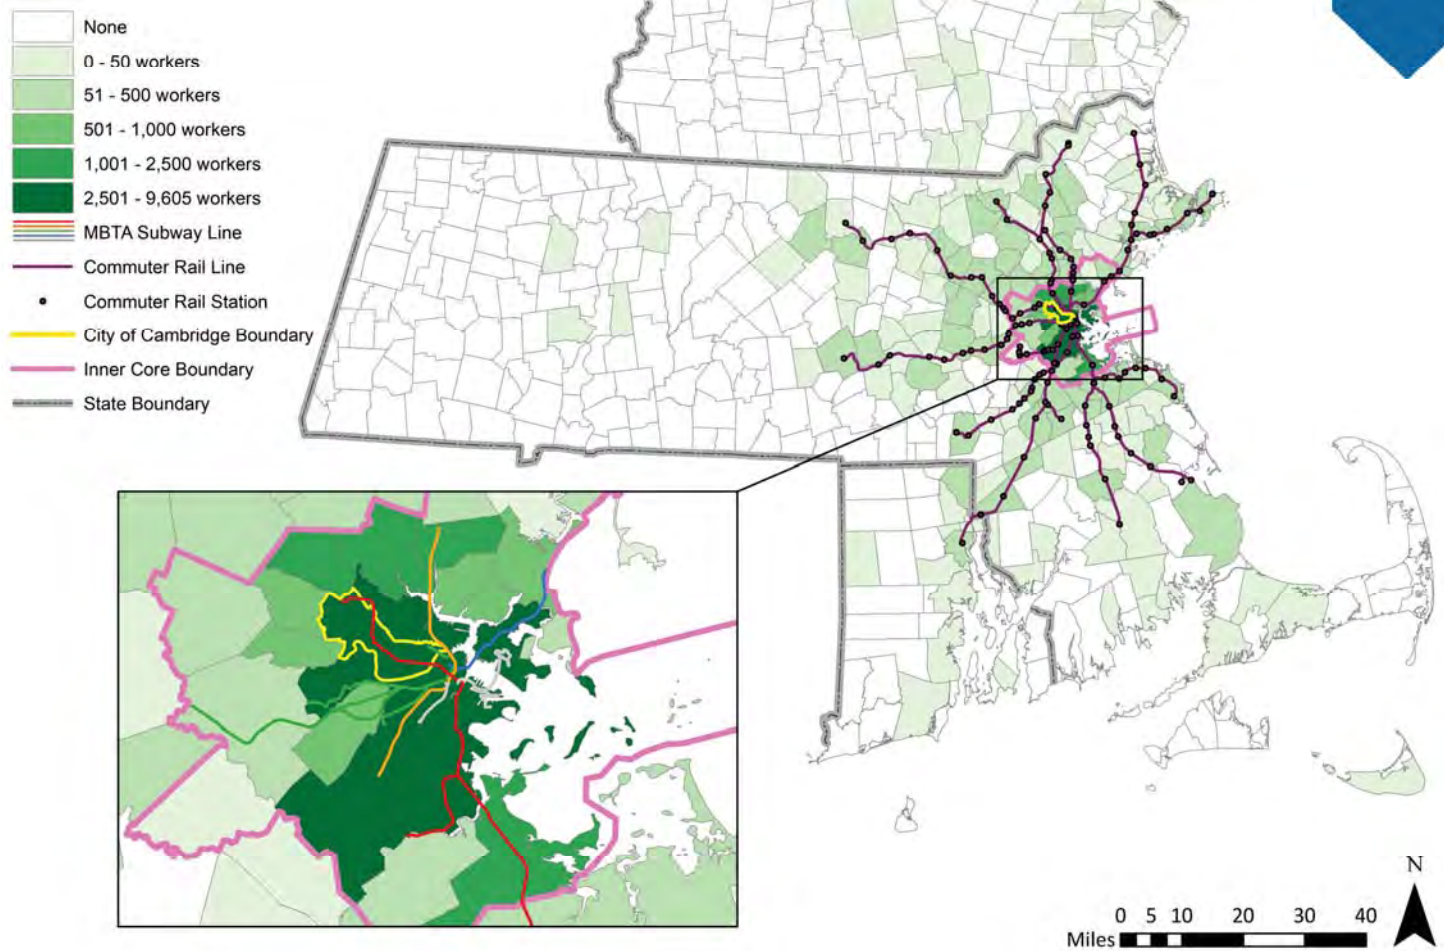 None
0 - 50 workers
51 - 500 workers
501 - 1,000 workers
1,001 - 2,500 workers
2,501 - 9,605 workers
MBTA Subway Line
Commuter Rail Line
Commuter Rail Station
City of Cambridge Boundary
Inner Core Boundary
State Boundary
N
0 5 10 20 30 40
Miles